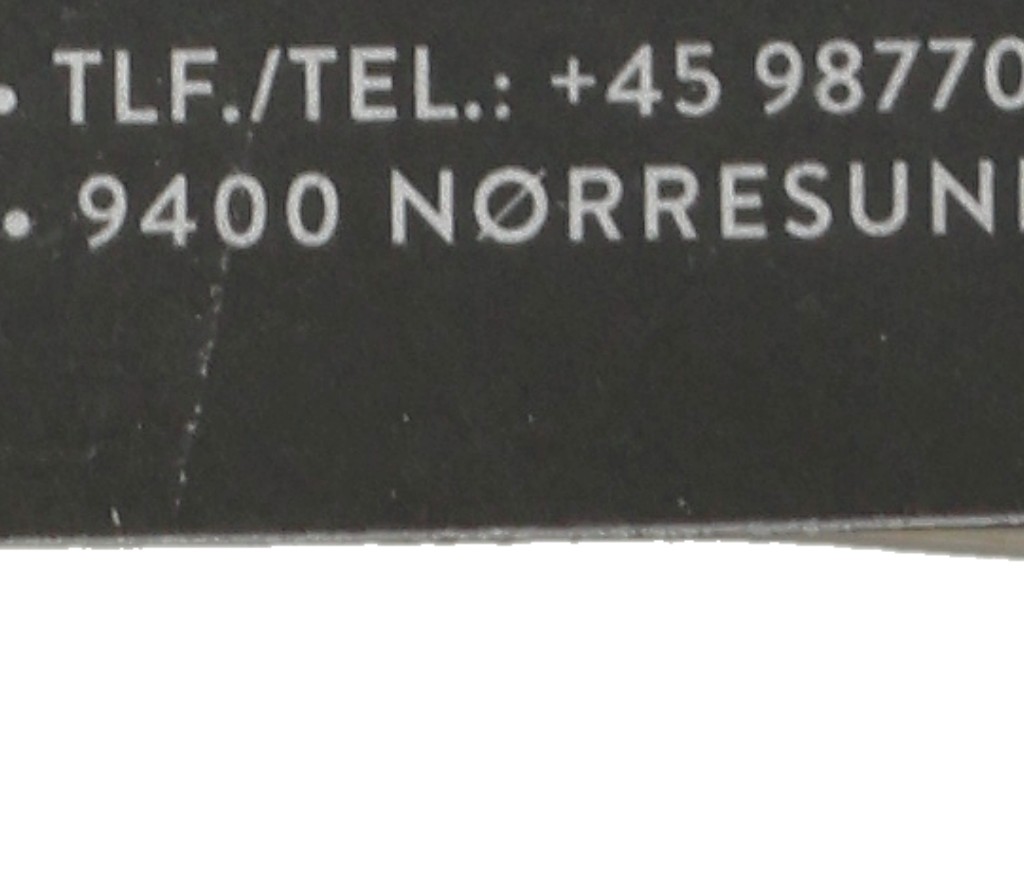 • TLF./TEL.: +45 98770
• 9400 NØRRESUN